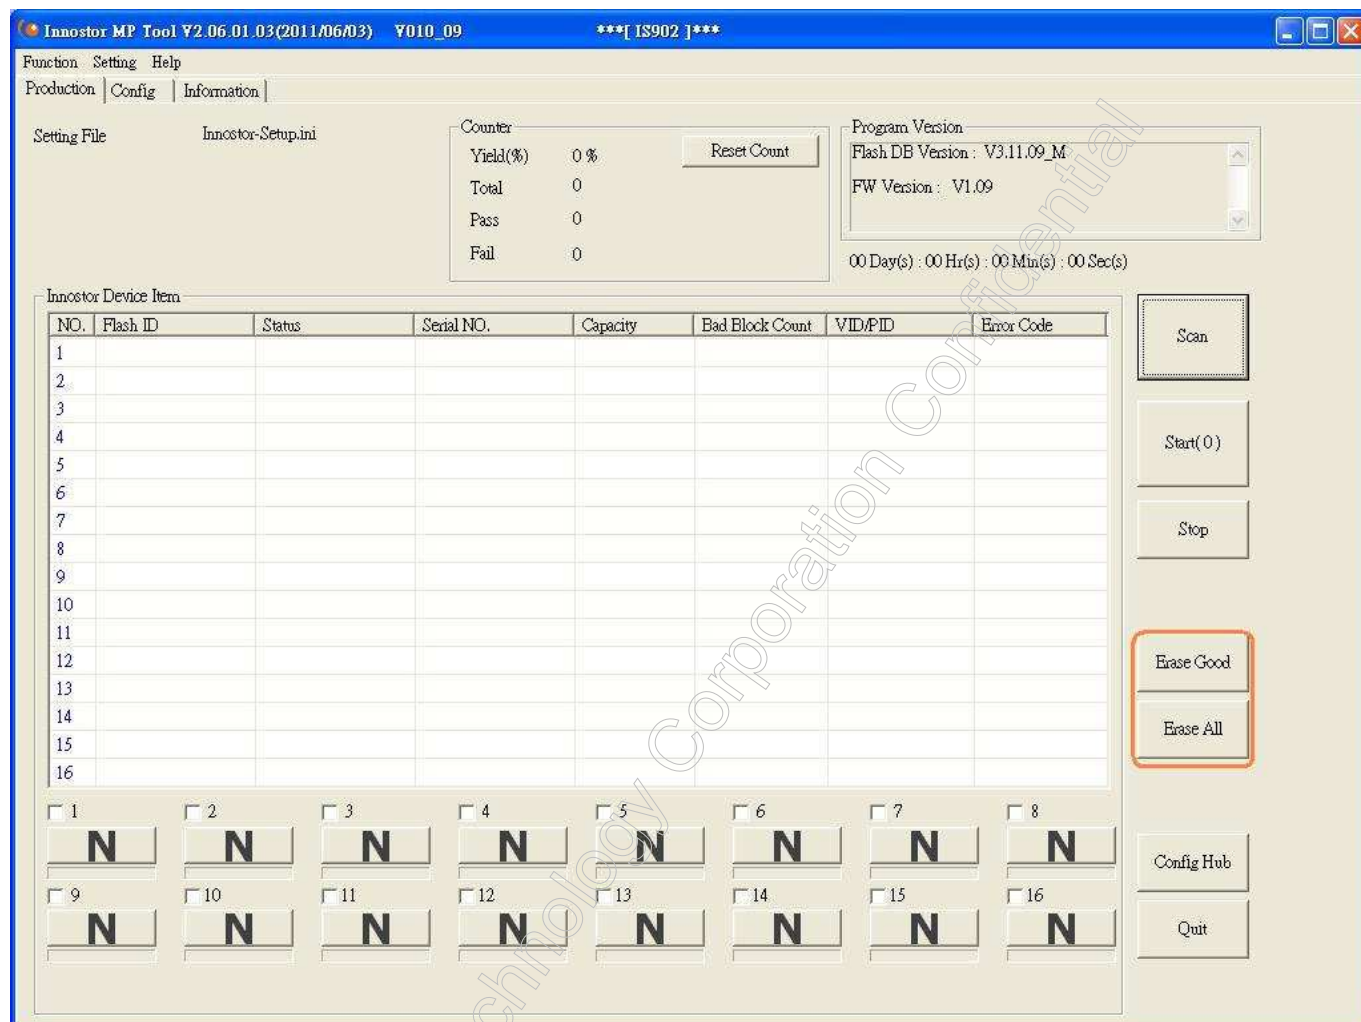 Innostor MP Tool V2.06.01.03(2011/06/03) V010_09 ***[ IS902 ]***
Function Setting Help
Production Config Information
Setting File Innostor-Setup.ini
Counter
Yield(%) 0 % Reset Count
Total 0
Pass 0
Fail 0
Program Version
Flash DB Version : V3.11.09_M
FW Version : V1.09
00 Day(s) : 00 Hr(s) : 00 Min(s) : 00 Sec(s)
Innostor Device Item
NO. Flash ID Status Serial NO. Capacity Bad Block Count VID/PID Error Code
1
2
3
4
5
6
7
8
9
10
11
12
13
14
15
16
Scan
Start( 0 )
Stop
Erase Good
Erase All
Config Hub
Quit
1 2 3 4 5 6 7 8
N N N N N N N N
9 10 11 12 13 14 15 16
N N N N N N N N
chnology Corporation Confidential